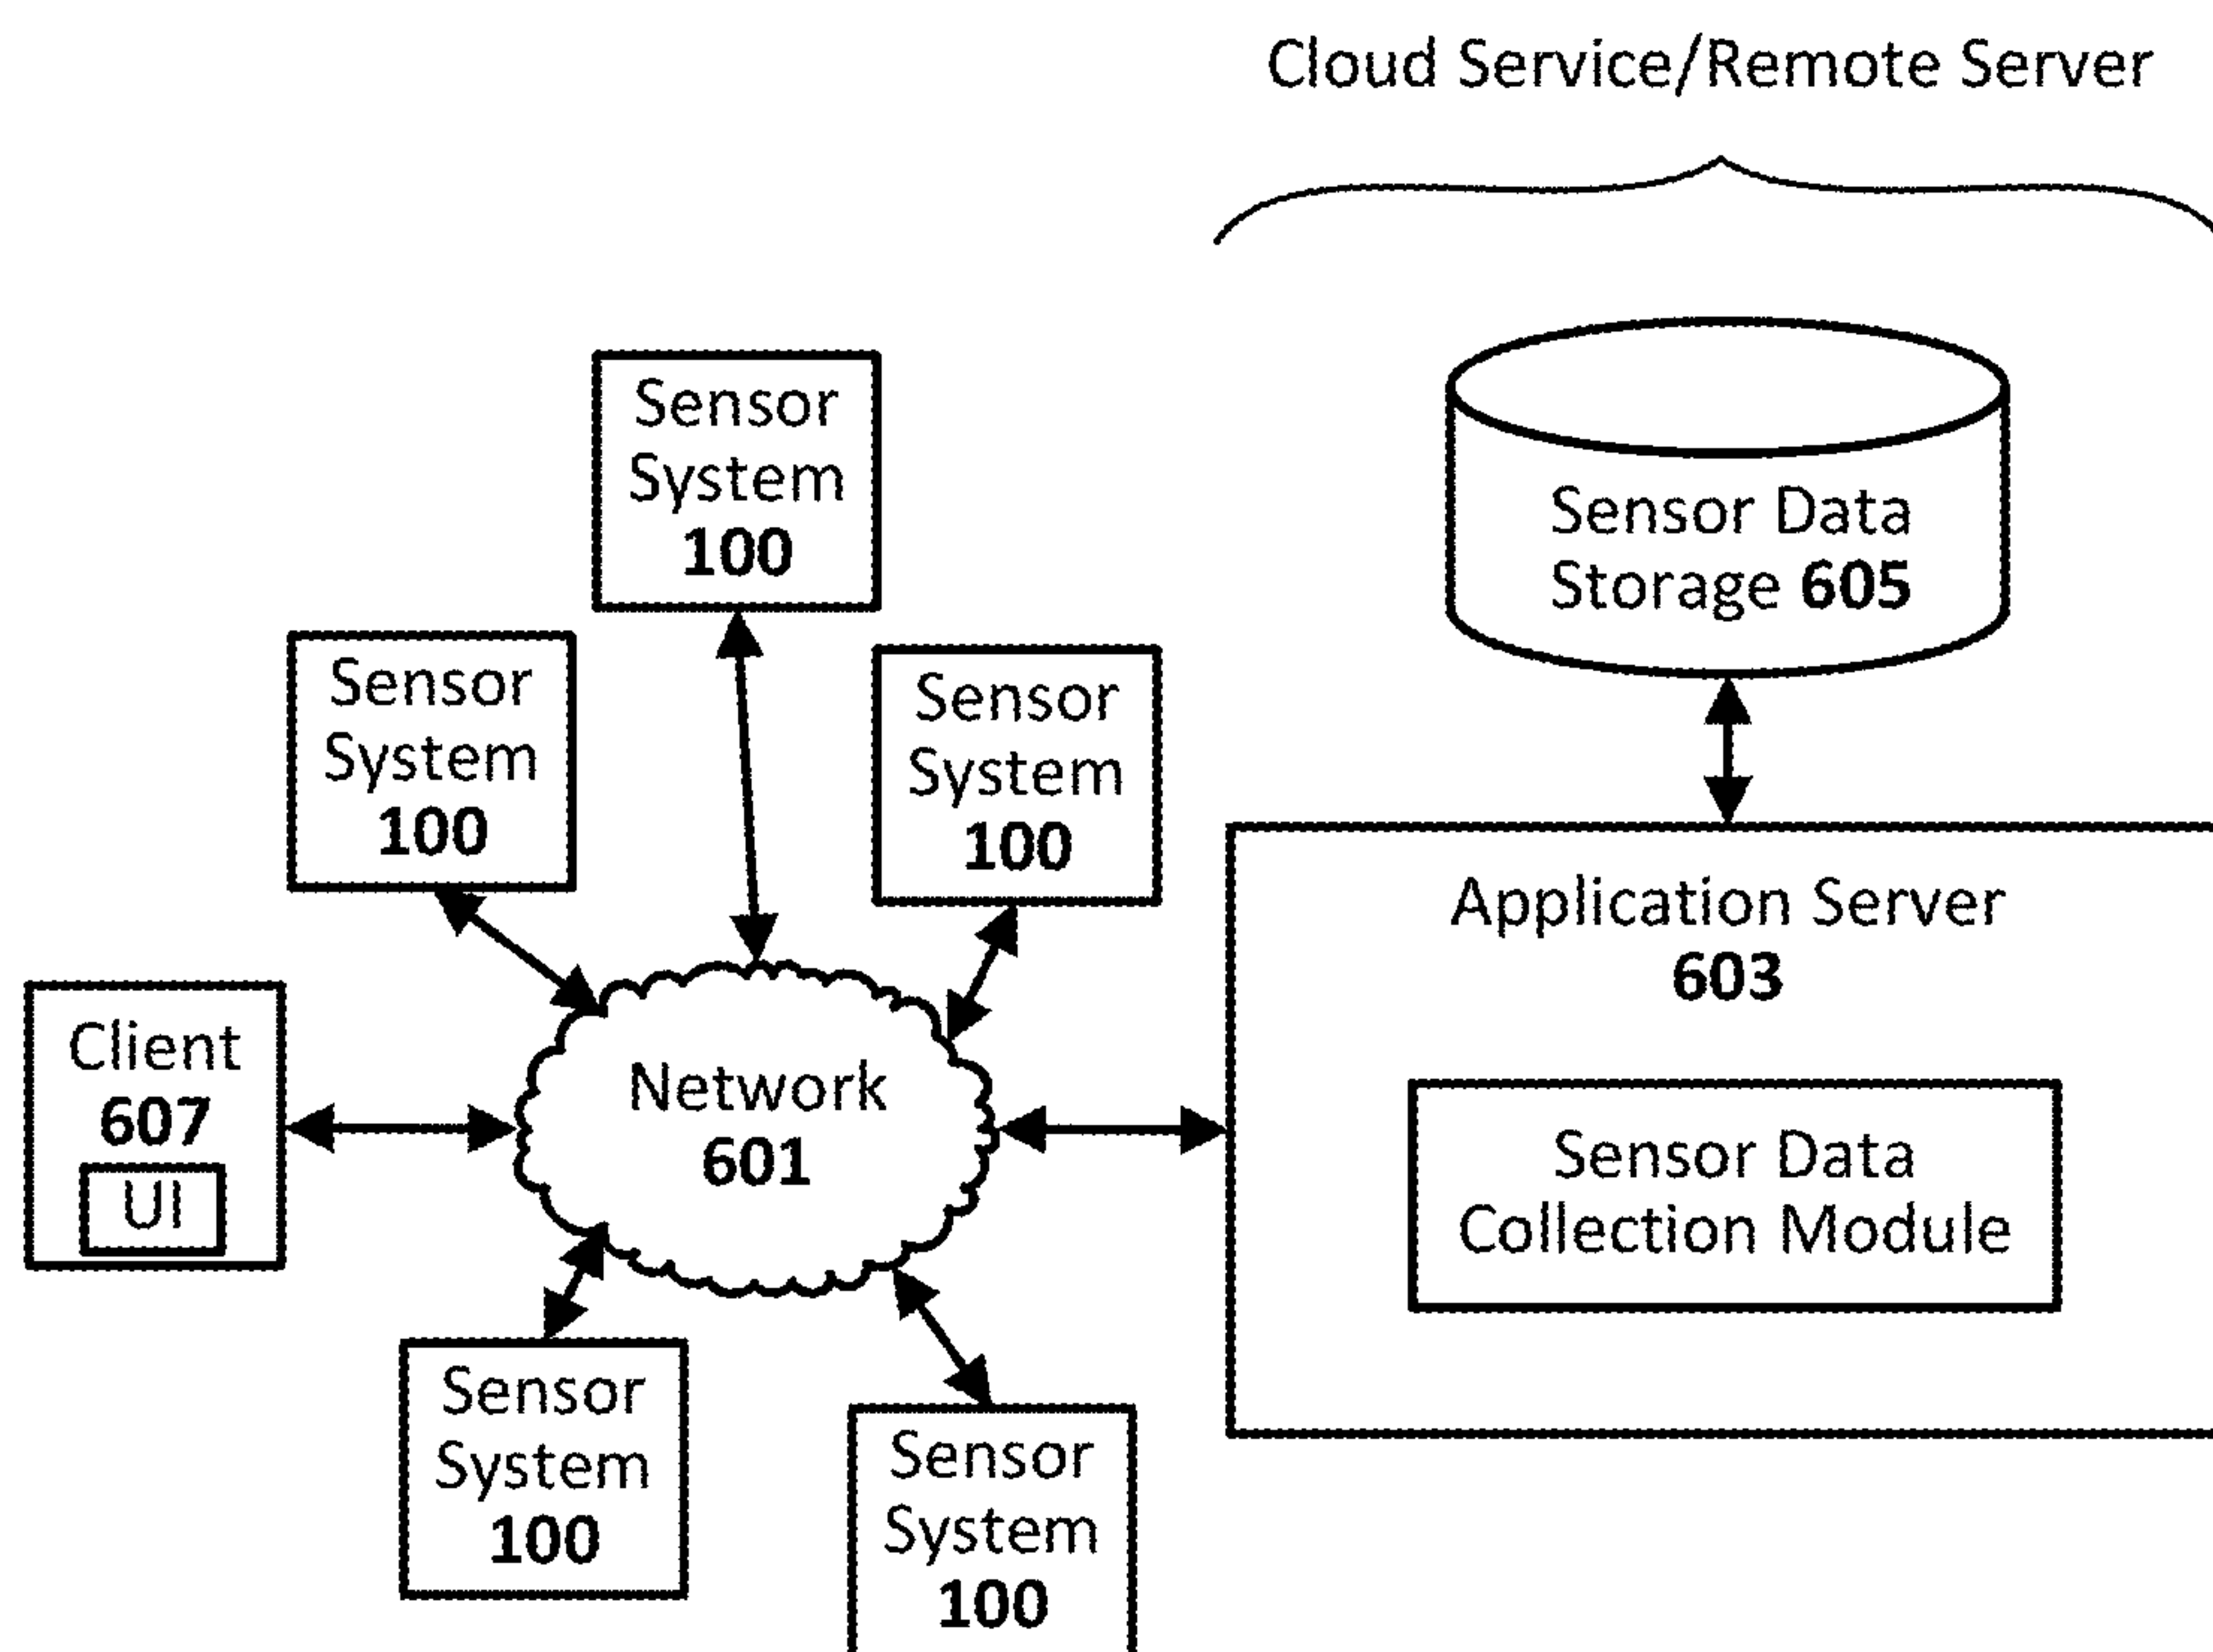 Cloud Service/Remote Server
Sensor
System
100
Sensor Data
Storage 605
Sensor
System
100
Sensor
System
100
Application Server
603
Client
607
UI
Network
601
Sensor Data
Collection Module
Sensor
System
100
Sensor
System
100